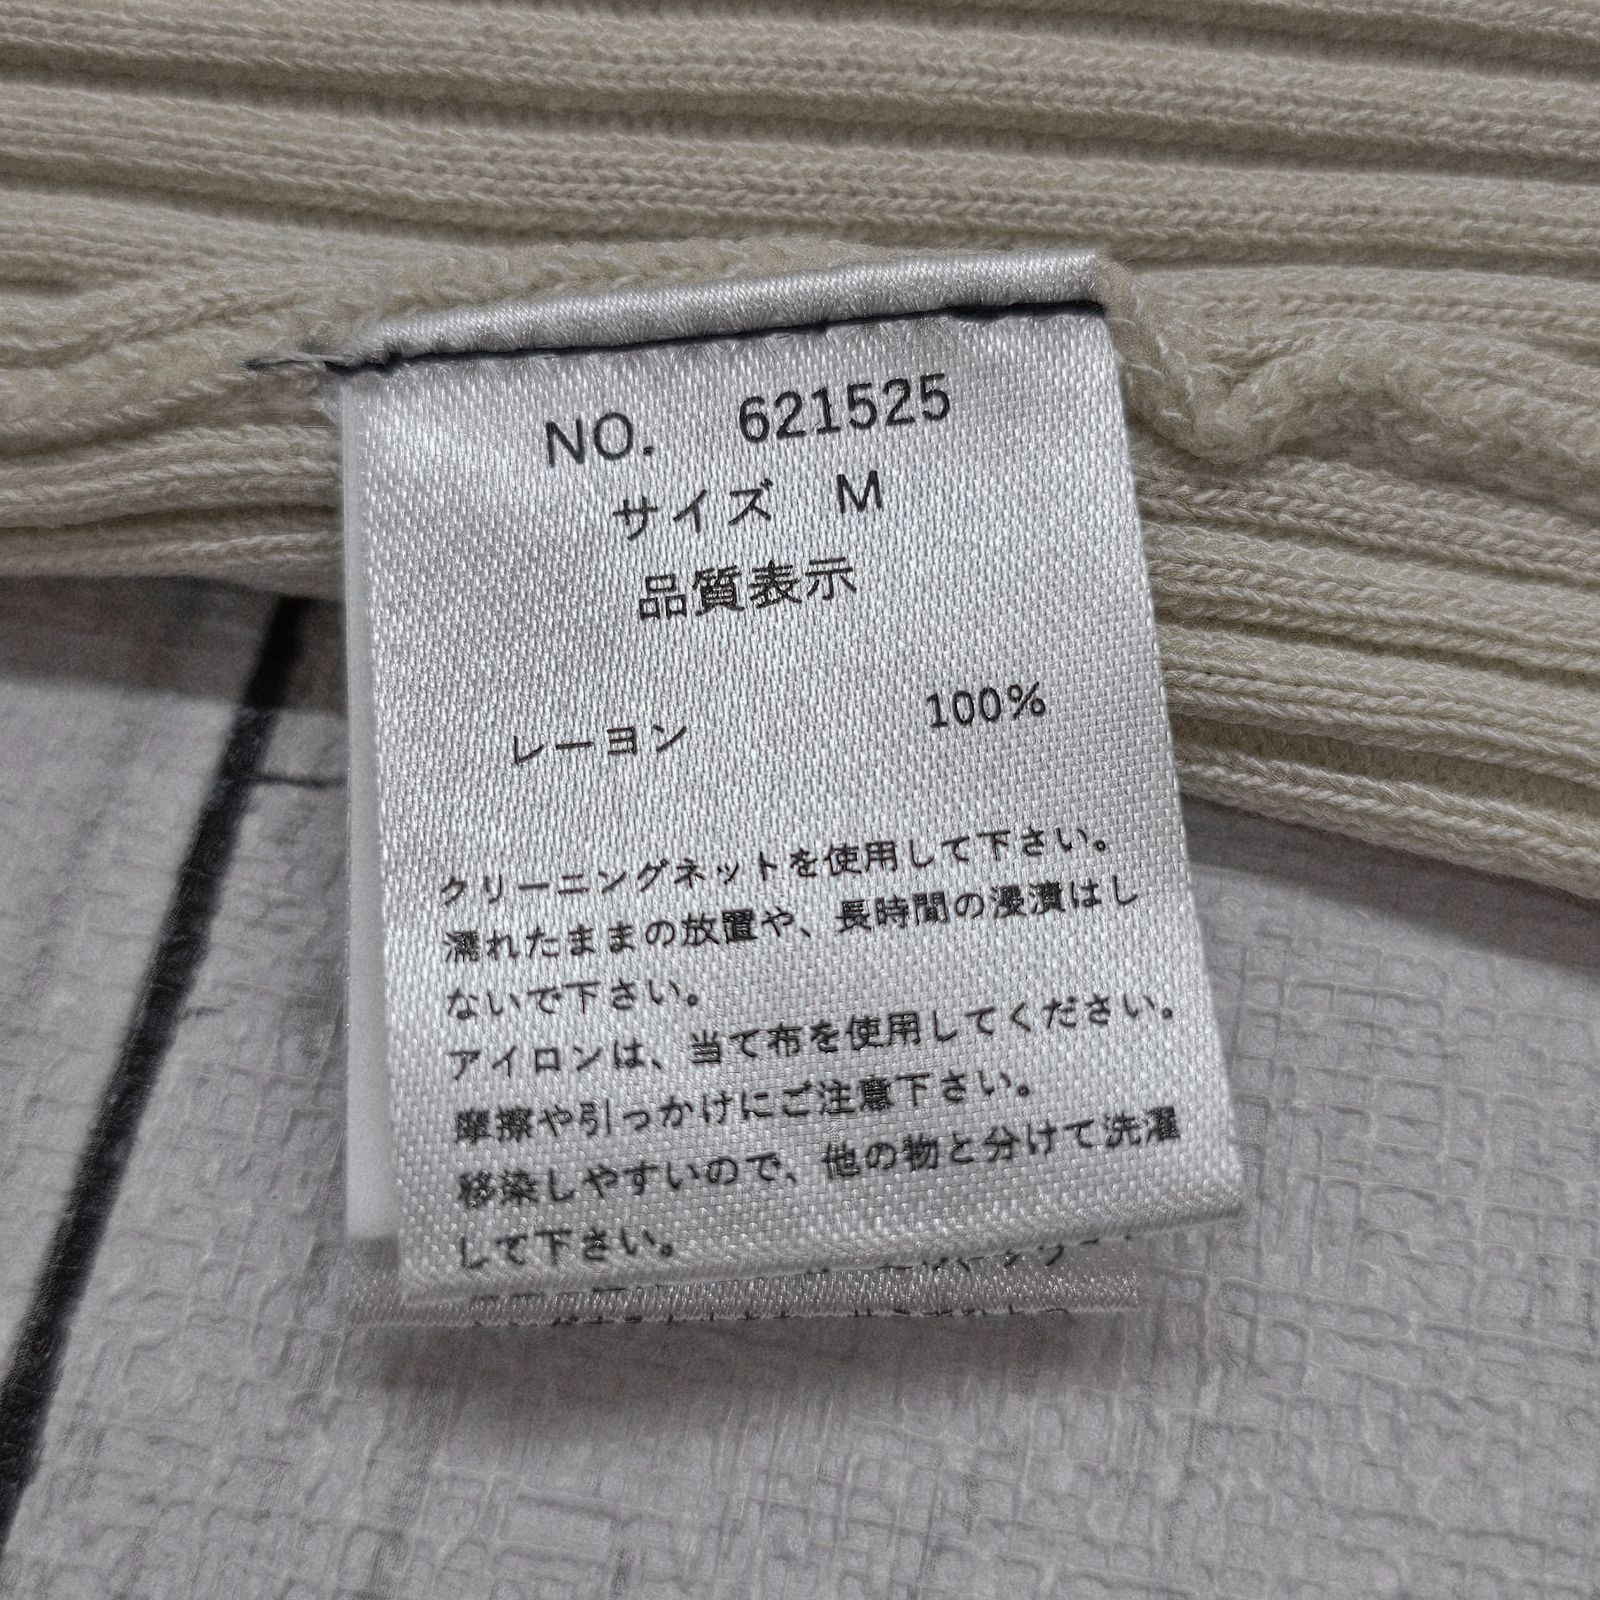 NO. 621525
サイズ M
品質表示
レーヨン 100%
クリーニングネットを使用して下さい。
濡れたままの放置や、長時間の浸漬はし
ないで下さい。
アイロンは、当て布を使用してください。
摩擦や引っかけにご注意下さい。
移染しやすいので、他の物と分けて洗濯
して下さい。